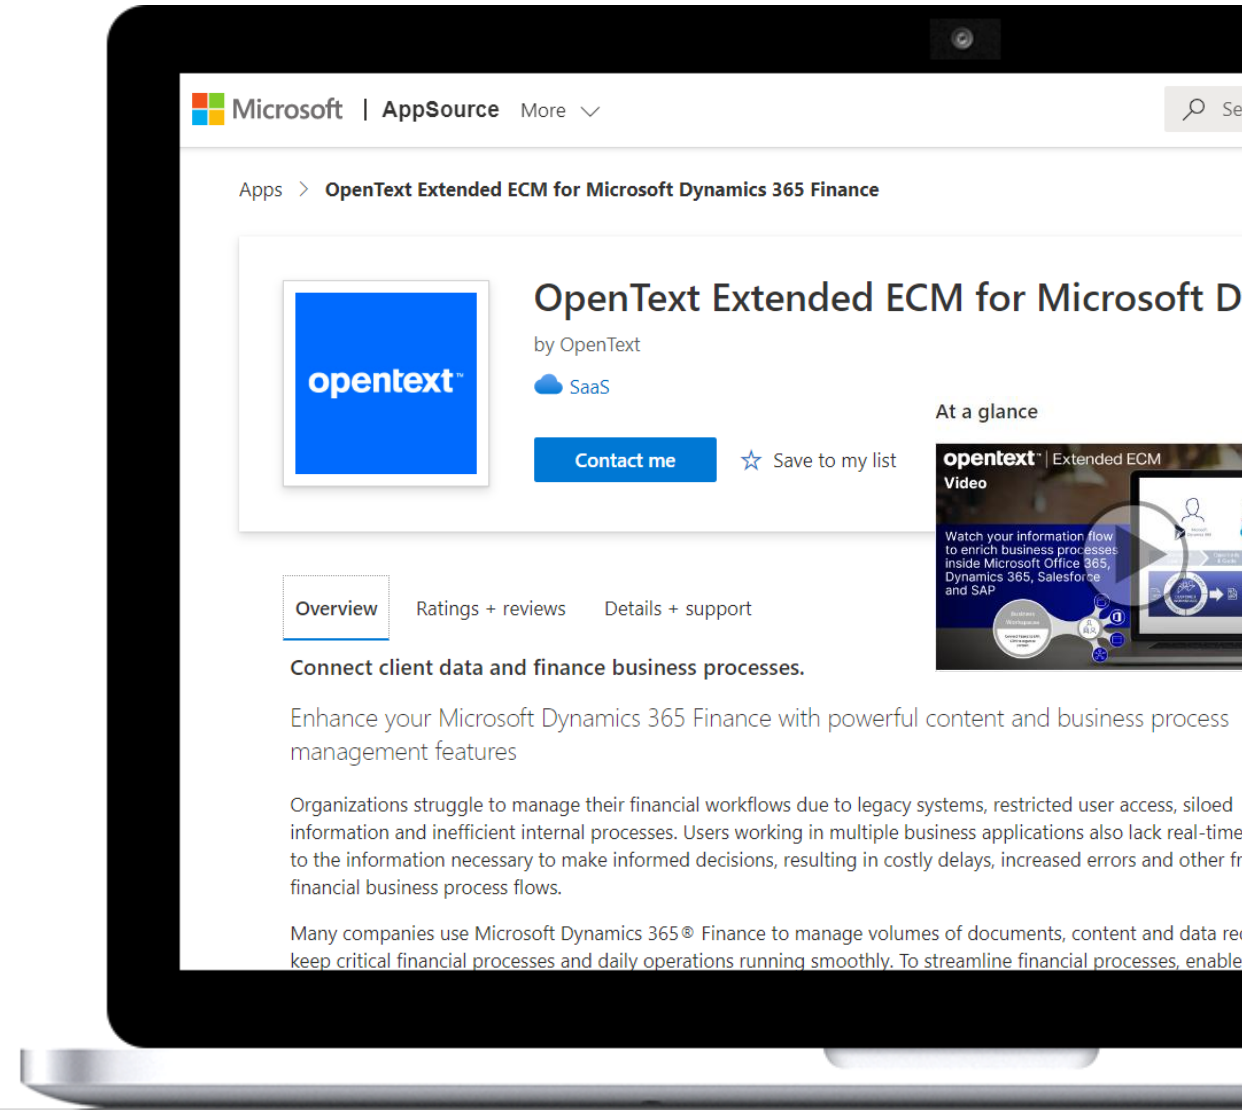 Microsoft | AppSource More
Se
Apps > OpenText Extended ECM for Microsoft Dynamics 365 Finance
opentext™
OpenText Extended ECM for Microsoft D
by OpenText
SaaS
Contact me
Save to my list
At a glance
opentext™ | Extended ECM
Video
Watch your information flow
to enrich business processes
inside Microsoft Office 365,
Dynamics 365, Salesforce
and SAP
Business
Workspaces
Overview Ratings + reviews Details + support
Connect client data and finance business processes.
Enhance your Microsoft Dynamics 365 Finance with powerful content and business process
management features
Organizations struggle to manage their financial workflows due to legacy systems, restricted user access, siloed
information and inefficient internal processes. Users working in multiple business applications also lack real-time
to the information necessary to make informed decisions, resulting in costly delays, increased errors and other fr
financial business process flows.
Many companies use Microsoft Dynamics 365® Finance to manage volumes of documents, content and data rec
keep critical financial processes and daily operations running smoothly. To streamline financial processes, enable